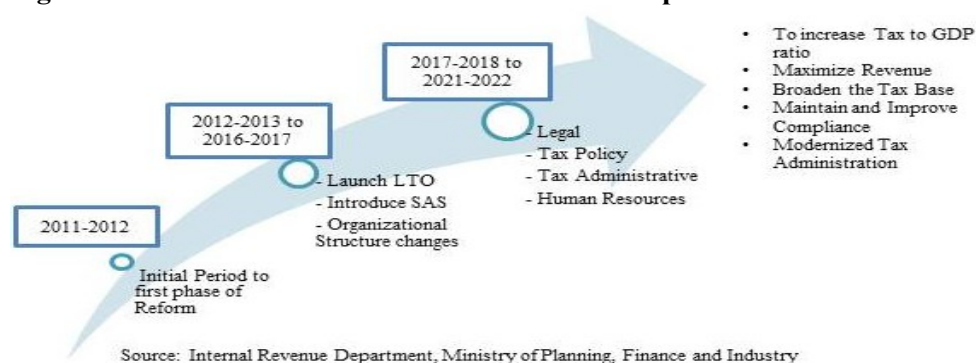 2011-2012
Initial Period to
first phase of
Reform
2012-2013 to
2016-2017
- Launch LTO
- Introduce SAS
- Organizational
Structure changes
2017-2018 to
2021-2022
- Legal
- Tax Policy
- Tax Administrative
- Human Resources
• To increase Tax to GDP
ratio
• Maximize Revenue
• Broaden the Tax Base
• Maintain and Improve
Compliance
• Modernized Tax
Administration
Source: Internal Revenue Department, Ministry of Planning, Finance and Industry